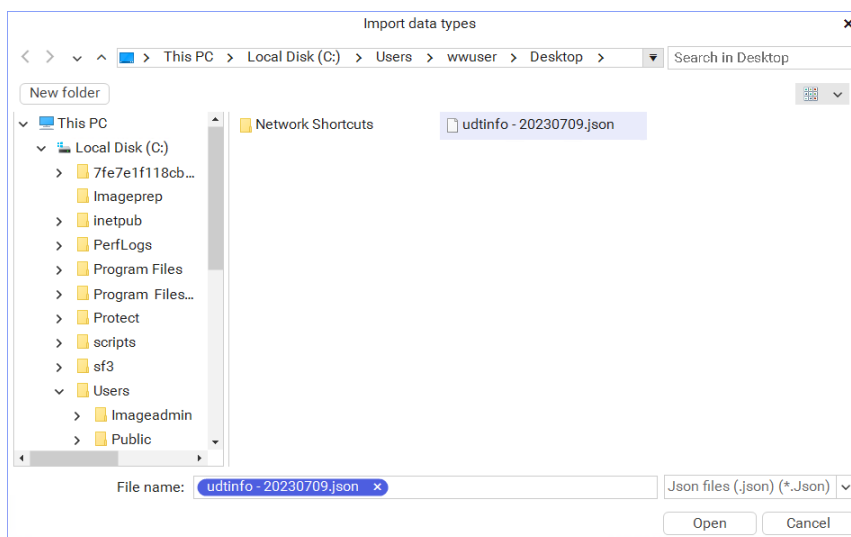 Import data types
This PC > Local Disk (C:) > Users > wwuser > Desktop >
Search in Desktop
New folder
This PC
Local Disk (C:)
7fe7e1f118cb...
Imageprep
inetpub
PerfLogs
Program Files
Program Files...
Protect
scripts
sf3
Users
Imageadmin
Public
Network Shortcuts
udtinfo - 20230709.json
File name:
udtinfo - 20230709.json ×
Json files (.json) (*.Json)
Open
Cancel